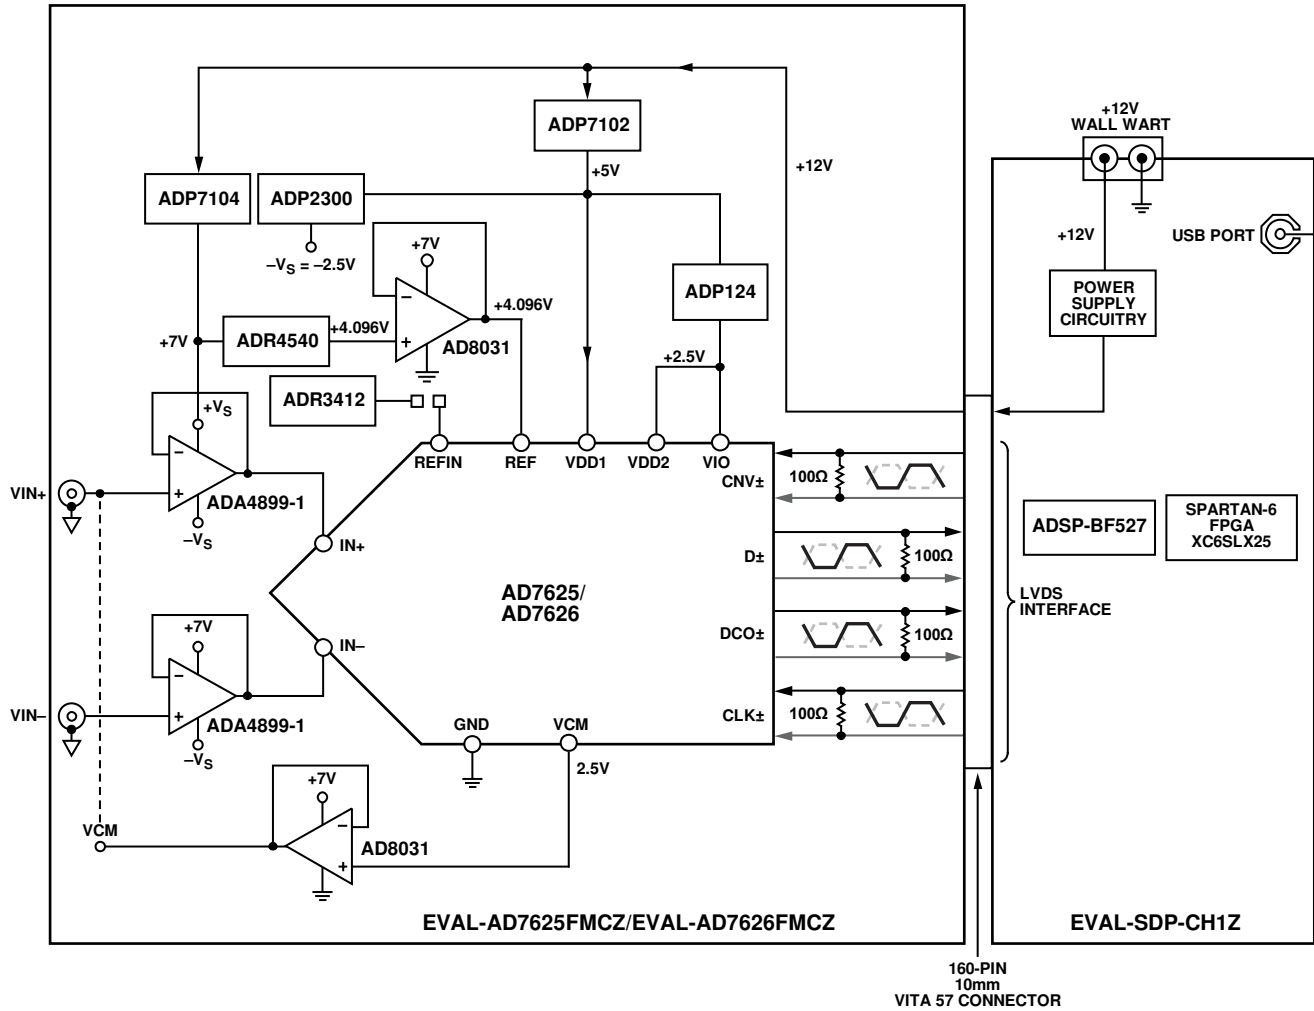 +12V
WALL WART
ADP7102
+5V
+12V
ADP7104
ADP2300
–VS = –2.5V
+7V
+12V
USB PORT
ADP124
POWER
SUPPLY
CIRCUITRY
+4.096V
+4.096V
+7V
ADR4540
AD8031
+2.5V
ADR3412
+VS
REFIN
REF
VDD1
VDD2
VIO
VIN+
ADA4899-1
–VS
CNV±
100Ω
IN+
ADSP-BF527
SPARTAN-6
FPGA
XC6SLX25
D±
100Ω
AD7625/
AD7626
LVDS
INTERFACE
+7V
IN–
DCO±
100Ω
VIN–
ADA4899-1
–VS
GND
VCM
CLK±
100Ω
2.5V
+7V
VCM
AD8031
EVAL-AD7625FMCZ/EVAL-AD7626FMCZ
EVAL-SDP-CH1Z
160-PIN
10mm
VITA 57 CONNECTOR